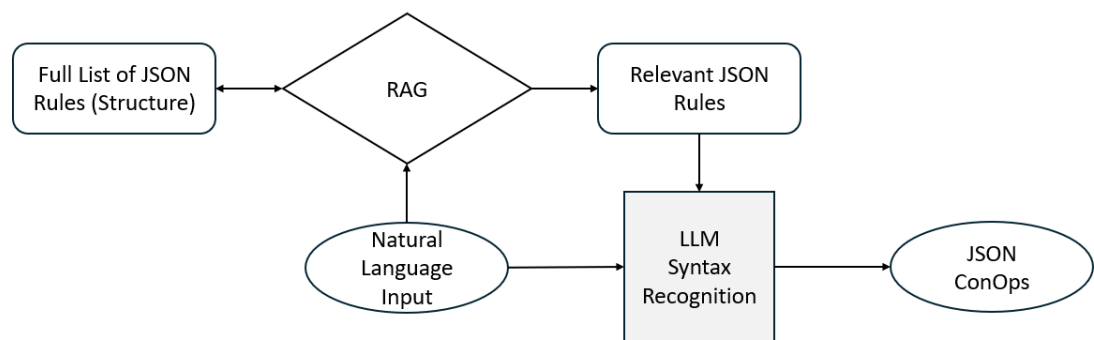 Full List of JSON
Rules (Structure)
RAG
Relevant JSON
Rules
Natural
Language
Input
LLM
Syntax
Recognition
JSON
ConOps